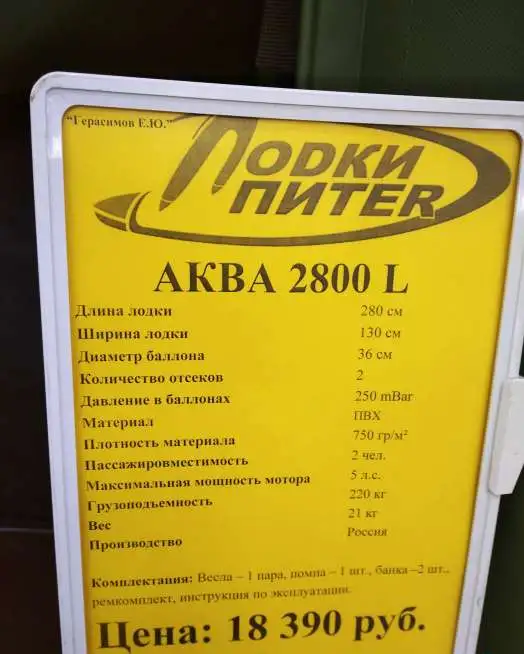 "Герасимов Е.Ю."
ЛОДКИ
ПИТЕR
АКВА 2800 L
Длина лодки 280 см
Ширина лодки 130 см
Диаметр баллона 36 см
Количество отсеков 2
Давление в баллонах 250 mBar
Материал ПВХ
Плотность материала 750 гр/м²
Пассажировместимость 2 чел.
Максимальная мощность мотора 5 л.с.
Грузоподъемность 220 кг
Вес 21 кг
Производство Россия
Комплектация: Весла – 1 пара, помпа – 1 шт., банка –2 шт.,
ремкомплект, инструкция по эксплуатации.
Цена: 18 390 руб.